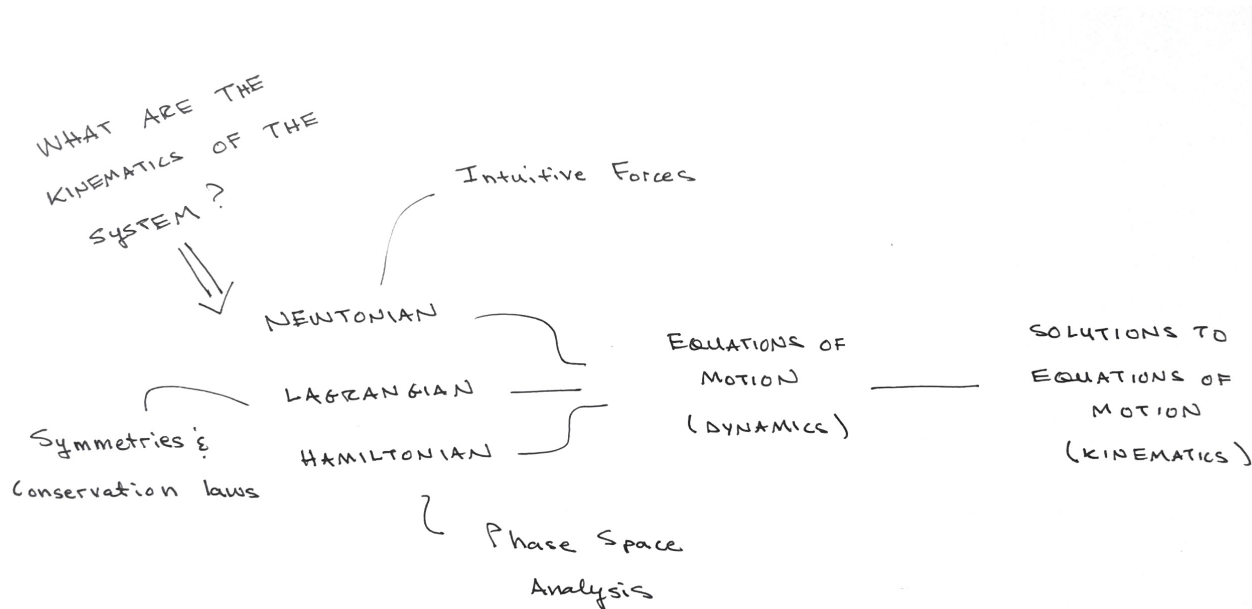 WHAT ARE THE
KINEMATICS OF THE
SYSTEM?
Intuitive Forces
NEWTONIAN
LAGRANGIAN
HAMILTONIAN
Symmetries &
Conservation laws
Phase Space
Analysis
EQUATIONS OF
MOTION
(DYNAMICS)
SOLUTIONS TO
EQUATIONS OF
MOTION
(KINEMATICS)